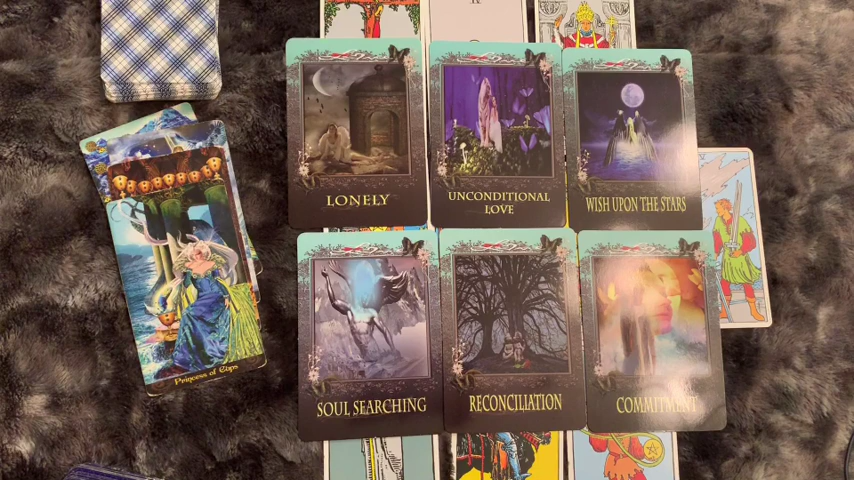 LONELY
UNCONDITIONAL
LOVE
WISH UPON THE STARS
SOUL SEARCHING
RECONCILIATION
COMMITMENT
Princess of Cups